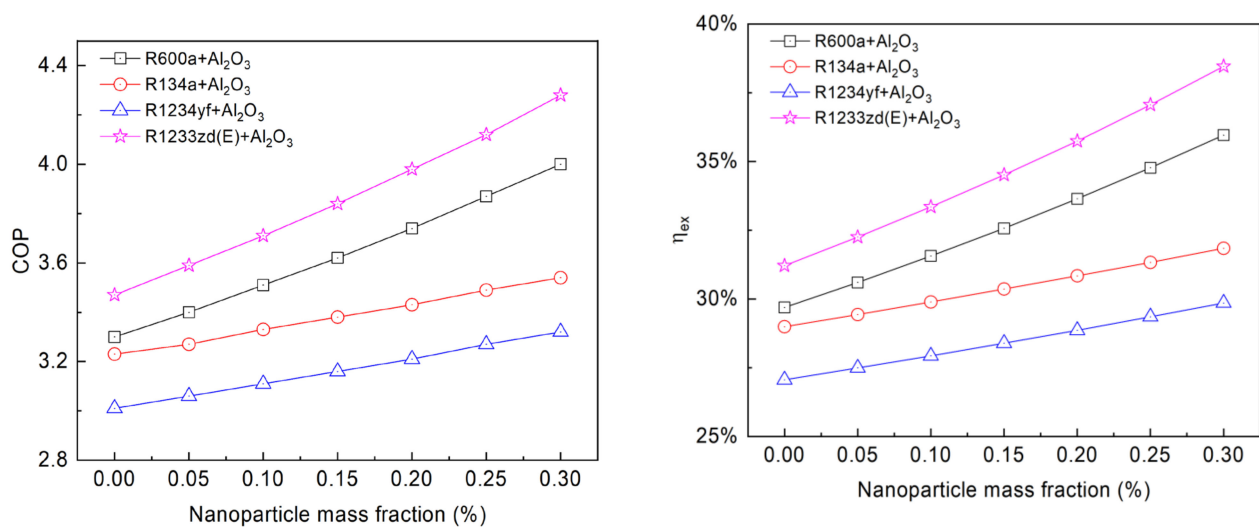 4.4
4.0
3.6
3.2
2.8
COP
R600a+Al₂O₃
R134a+Al₂O₃
R1234yf+Al₂O₃
R1233zd(E)+Al₂O₃
0.00 0.05 0.10 0.15 0.20 0.25 0.30
Nanoparticle mass fraction (%)
40%
35%
30%
25%
ηex
R600a+Al₂O₃
R134a+Al₂O₃
R1234yf+Al₂O₃
R1233zd(E)+Al₂O₃
0.00 0.05 0.10 0.15 0.20 0.25 0.30
Nanoparticle mass fraction (%)